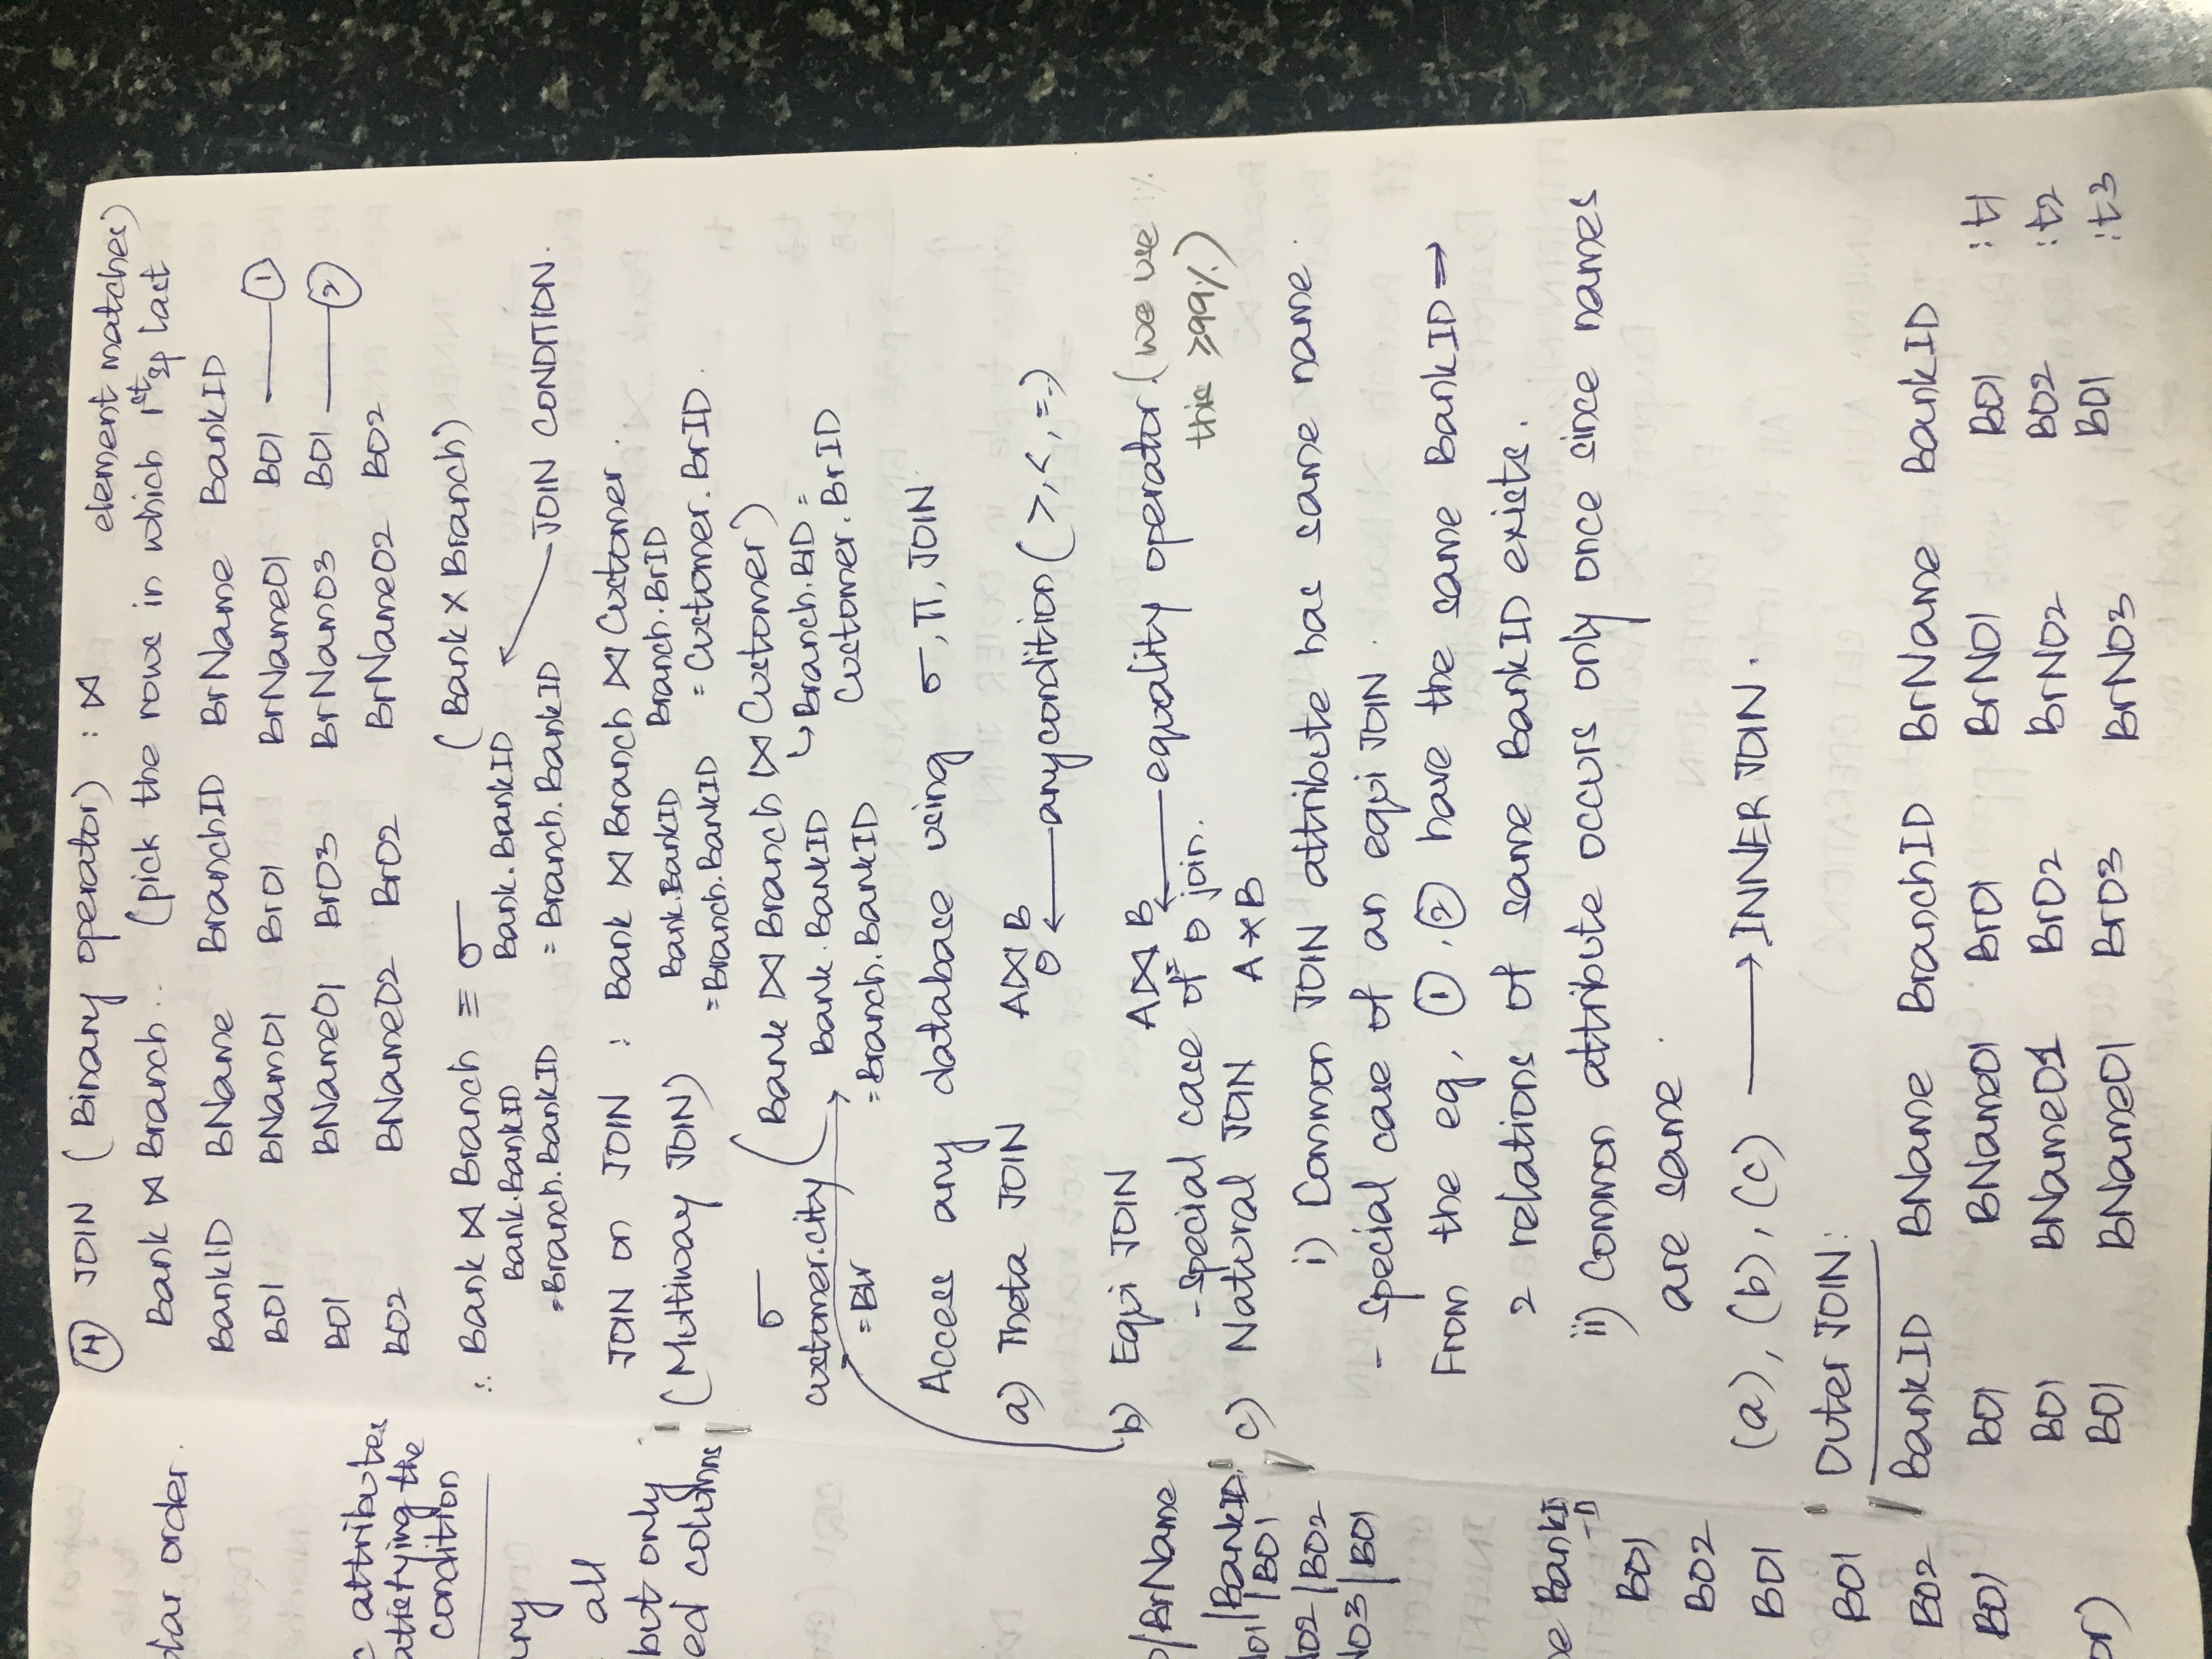 ④ JOIN (Binary operator) : ⋈
element matches)
Bank ⋈ Branch .. (pick the rows in which 1st & last
BankID BName BranchID BrName BankID
B01 BNam01 Br01 BrName01 B01 —— ①
B01 BName01 Br03 BrNam03 B01 —— ②
B02 BName02 Br02 BrName02 B02
∴ Bank ⋈ Branch ≡ σ (Bank X Branch)
Bank.BankID Bank.BankID
=Branch.BankID = Branch.BankID ← JOIN CONDITION.
JOIN on JOIN : Bank ⋈ Branch ⋈ Customer.
(Multiway JOIN) Bank.BankID Branch.BrID
=Branch.BankID = Customer.BrID.
σ (Bank ⋈ Branch ⋈ Customer)
customer.city Bank.BankID ↳ Branch.BID =
=Blr =Branch.BankID Customer.BrID
Access any database using σ, π, JOIN
a) Theta JOIN A ⋈ B
θ ← any condition ( >, <, =..)
b) Equi JOIN A ⋈ B
= ← equality operator. (we use
- special case of θ join. this ≥99%.)
c) Natural JOIN A * B
i) Common JOIN attribute has same name.
- special case of an equi JOIN.
From the eg, ①, ② have the same BankID ⇒
2 relations of same BankID exists.
ii) Common attribute occurs only once since names
are same.
(a), (b), (c) → INNER JOIN.
Outer JOIN:
BankID BName BranchID BrName BankID
B01 BName01 Br01 BrN01 B01 :t1
B01 BName01 Br02 BrN02 B02 :t2
B01 BName01 Br03 BrN03 B01 :t3
order.
attributes
the
condition
all
but only
columns
/BrName
/BankID
/B01
02/B02
03/B01
BankI
-D
B01
B02
B01
B01
B02
B01
or)